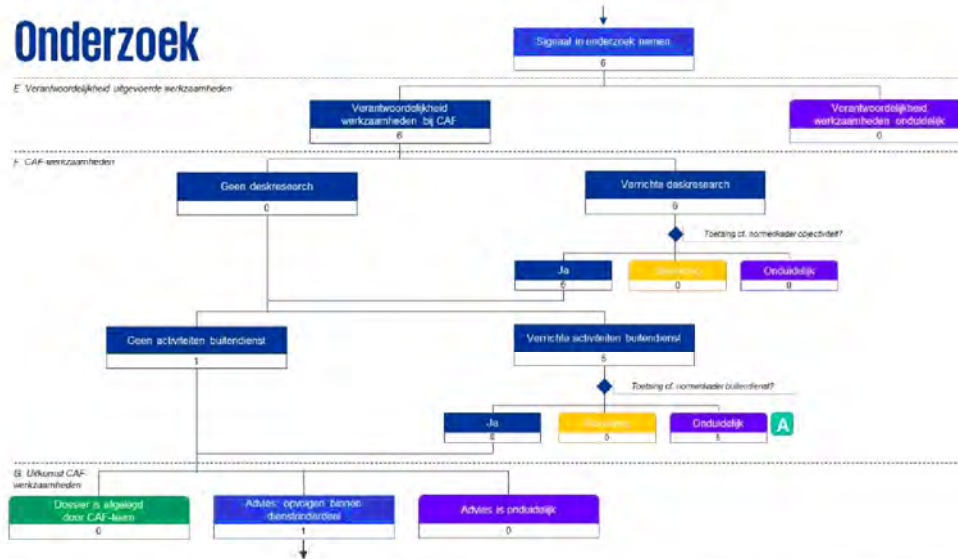 Onderzoek
Signaal in onderzoek nemen
6
E. Verantwoordelijkheid uitgevoerde werkzaamheden
Verantwoordelijkheid
werkzaamheden bij CAF
6
Verantwoordelijkheid
werkzaamheden onduidelijk
0
F. CAF-werkzaamheden
Geen deskresearch
0
Verrichte deskresearch
6
Toetsing cf. normenkader objectiviteit?
Ja
6
0
Onduidelijk
0
Geen activiteiten buitendienst
1
Verrichte activiteiten buitendienst
5
Toetsing cf. normenkader buitendienst?
Ja
0
Onduidelijk
A
G. Uitkomst CAF-
werkzaamheden
Dossier is afgelegd
door CAF-team
0
Advies: opvolgen binnen
dienstonderdeel
1
Advies is onduidelijk
0